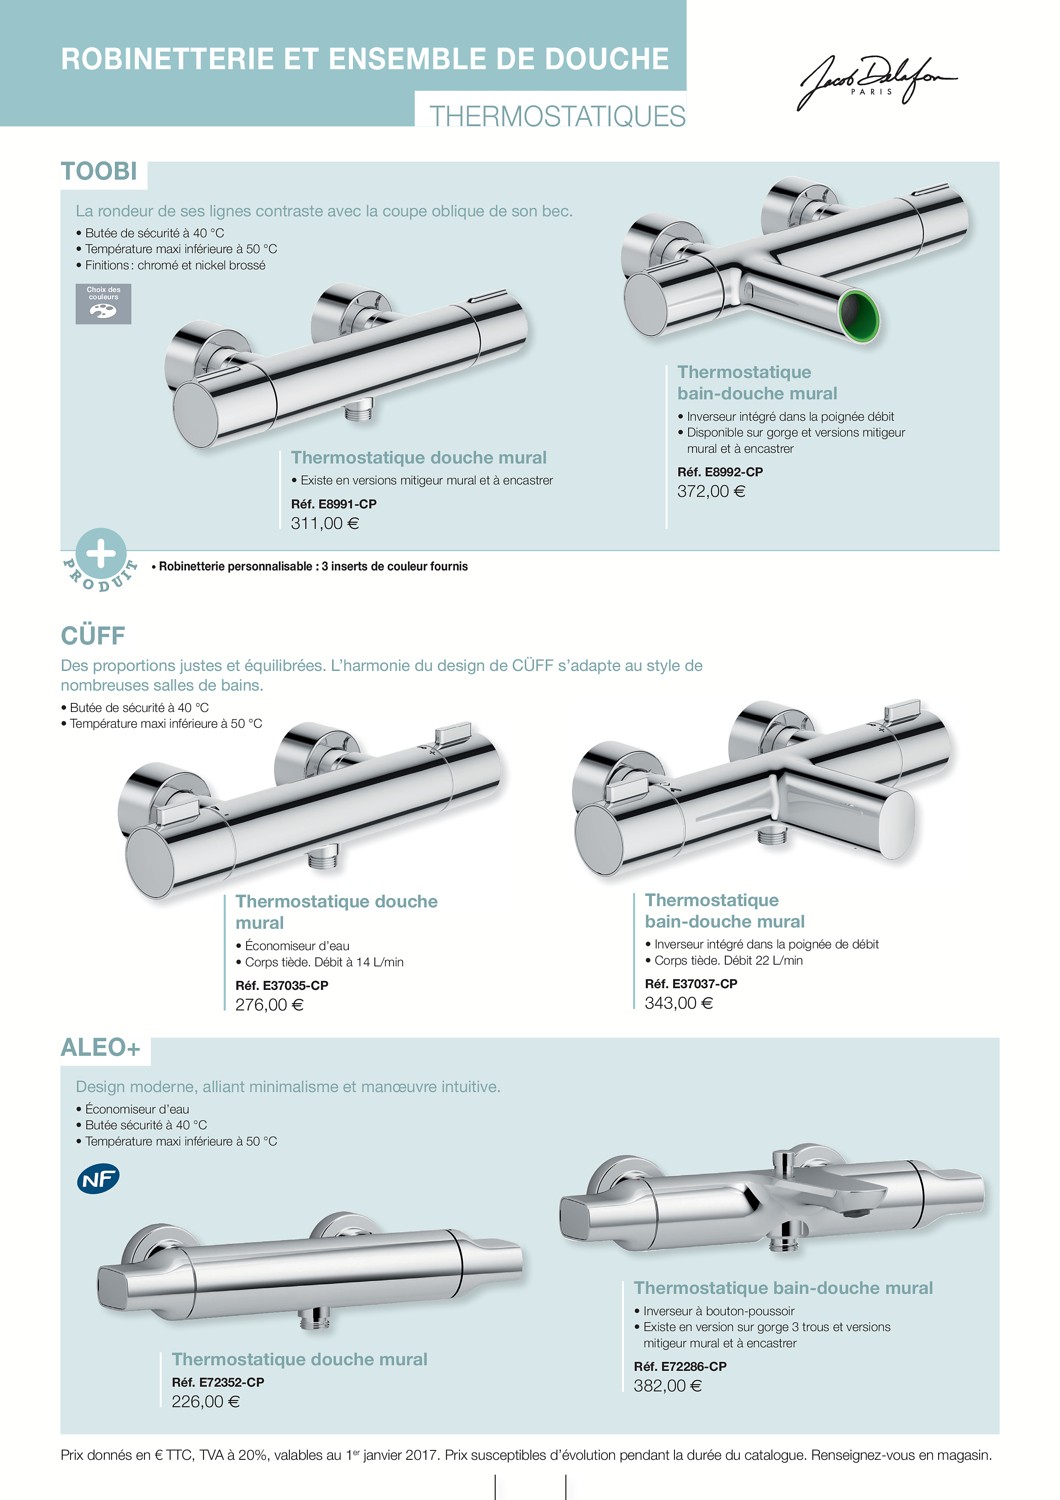 ROBINETTERIE ET ENSEMBLE DE DOUCHE
THERMOSTATIQUES
Jacob Delafon
PARIS
TOOBI
La rondeur de ses lignes contraste avec la coupe oblique de son bec.
• Butée de sécurité à 40 °C
• Température maxi inférieure à 50 °C
• Finitions : chromé et nickel brossé
Choix des
couleurs
Thermostatique
bain-douche mural
• Inverseur intégré dans la poignée débit
• Disponible sur gorge et versions mitigeur
mural et à encastrer
Réf. E8992-CP
372,00 €
Thermostatique douche mural
• Existe en versions mitigeur mural et à encastrer
Réf. E8991-CP
311,00 €
PRODUIT
• Robinetterie personnalisable : 3 inserts de couleur fournis
CÜFF
Des proportions justes et équilibrées. L’harmonie du design de CÜFF s’adapte au style de
nombreuses salles de bains.
• Butée de sécurité à 40 °C
• Température maxi inférieure à 50 °C
Thermostatique douche
mural
• Économiseur d’eau
• Corps tiède. Débit à 14 L/min
Réf. E37035-CP
276,00 €
Thermostatique
bain-douche mural
• Inverseur intégré dans la poignée de débit
• Corps tiède. Débit 22 L/min
Réf. E37037-CP
343,00 €
ALEO+
Design moderne, alliant minimalisme et manœuvre intuitive.
• Économiseur d’eau
• Butée sécurité à 40 °C
• Température maxi inférieure à 50 °C
NF
Thermostatique bain-douche mural
• Inverseur à bouton-poussoir
• Existe en version sur gorge 3 trous et versions
mitigeur mural et à encastrer
Réf. E72286-CP
382,00 €
Thermostatique douche mural
Réf. E72352-CP
226,00 €
Prix donnés en € TTC, TVA à 20%, valables au 1er janvier 2017. Prix susceptibles d’évolution pendant la durée du catalogue. Renseignez-vous en magasin.